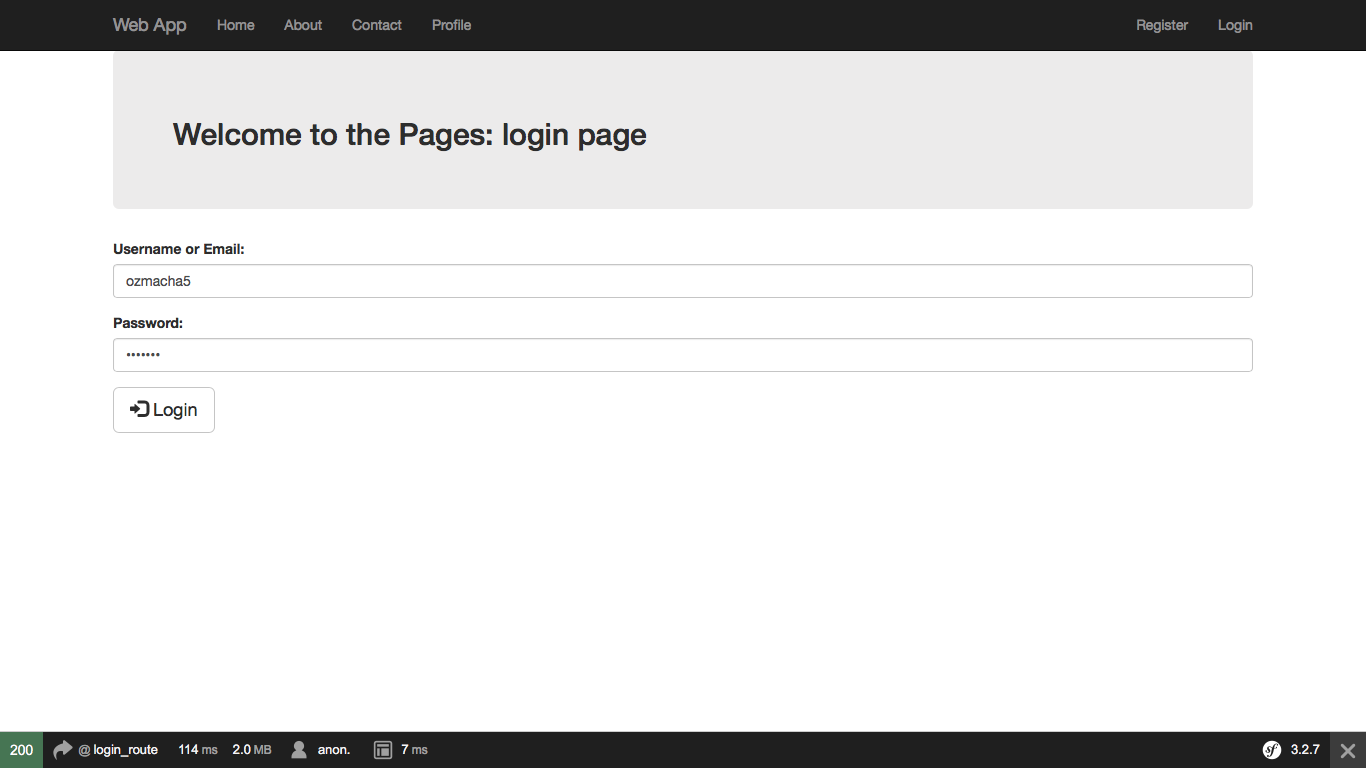 Web App Home About Contact Profile Register Login
Welcome to the Pages: login page
Username or Email:
ozmacha5
Password:
•••••••
Login
200 @ login_route 114 ms 2.0 MB anon. 7 ms sf 3.2.7